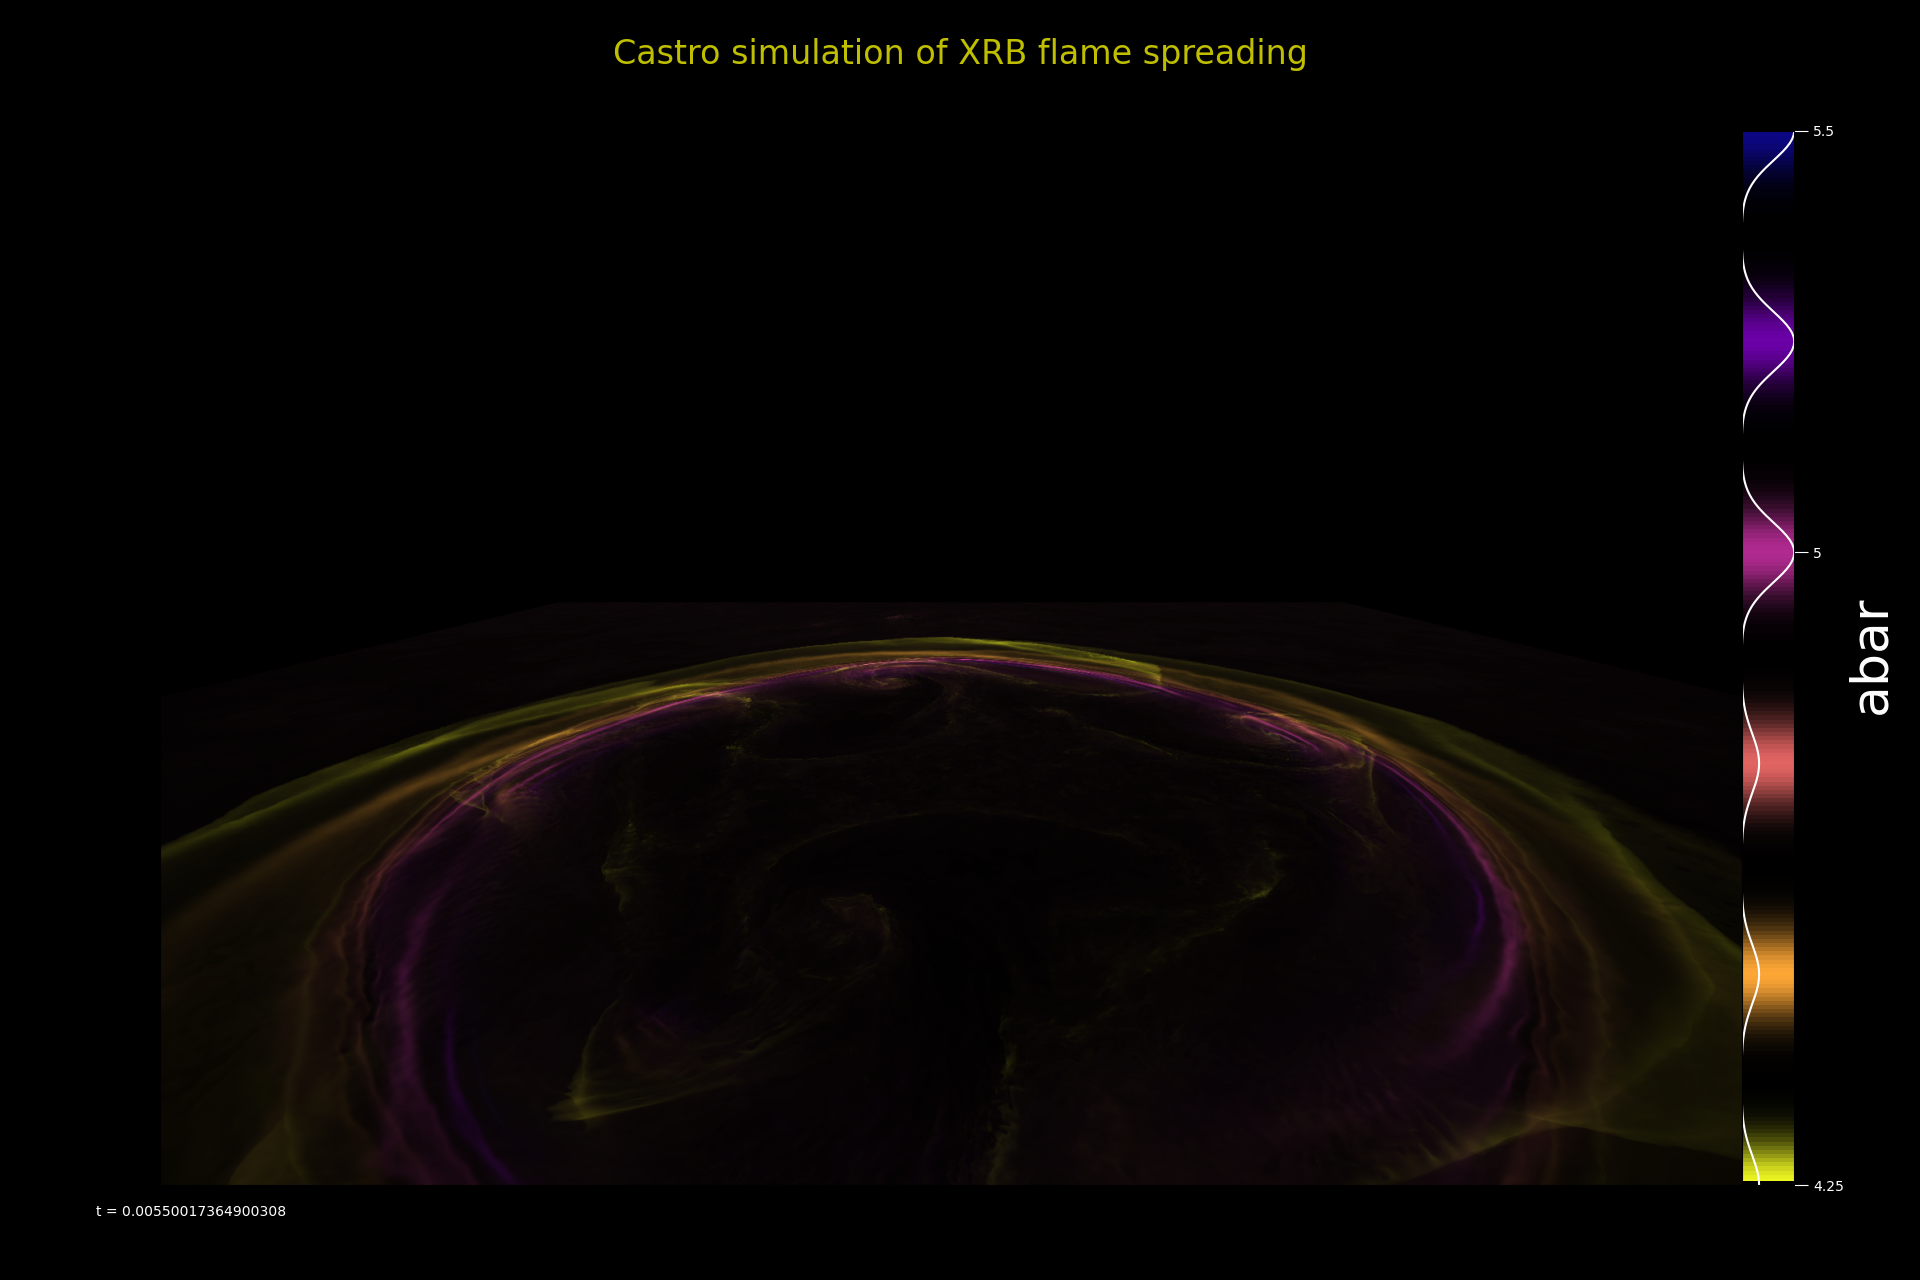 Castro simulation of XRB flame spreading
5.5
5
abar
4.25
t = 0.00550017364900308